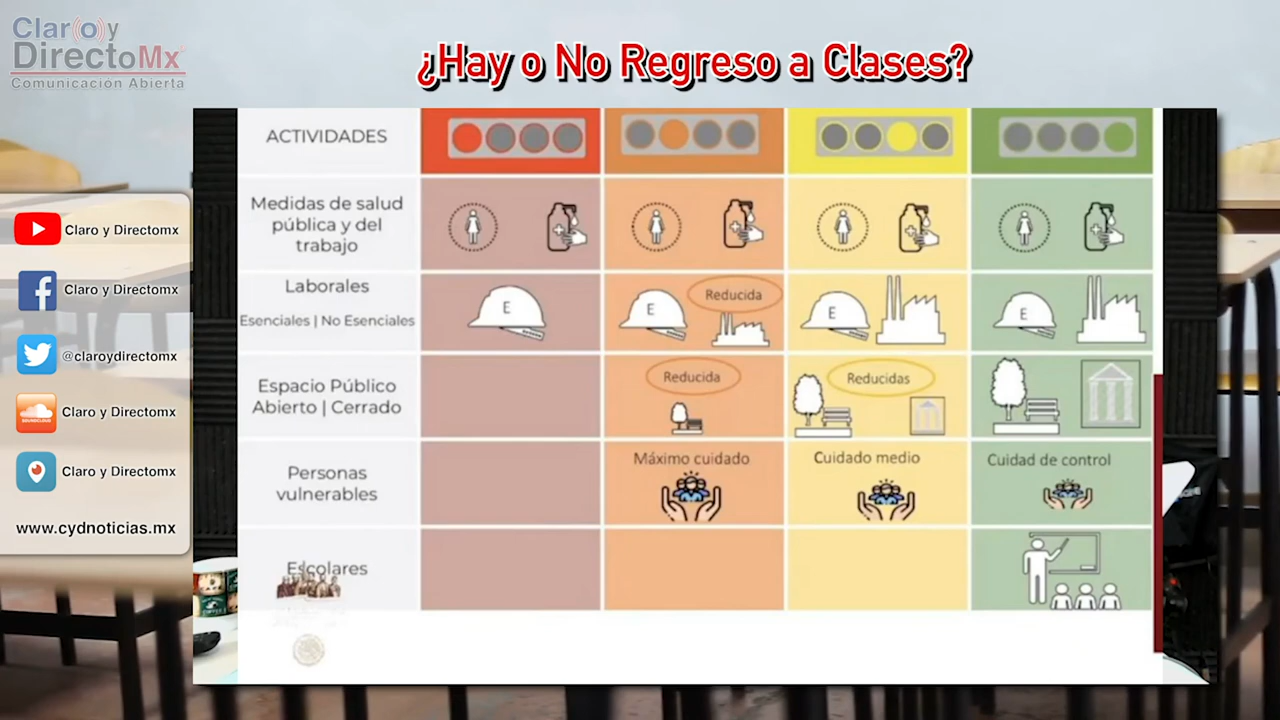 Claro y
DirectoMx
Comunicación Abierta
¿Hay o No Regreso a Clases?
Claro y Directomx
Claro y Directomx
@claroydirectomx
SOUNDCLOUD
Claro y Directomx
Claro y Directomx
www.cydnoticias.mx
ACTIVIDADES
Medidas de salud
pública y del
trabajo
Laborales
Esenciales | No Esenciales
E
E
Reducida
E
E
Espacio Público
Abierto | Cerrado
Reducida
Reducidas
Personas
vulnerables
Máximo cuidado
Cuidado medio
Cuidad de control
Escolares